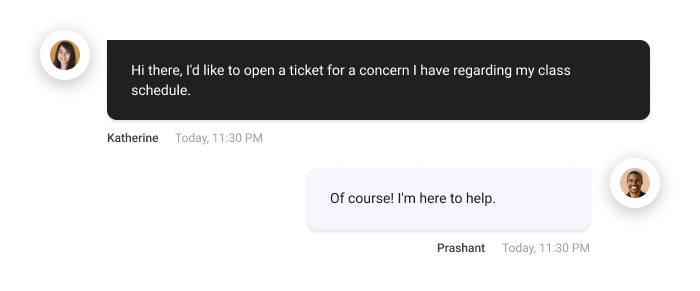 Hi there, I'd like to open a ticket for a concern I have regarding my class
schedule.
Katherine Today, 11:30 PM
Of course! I'm here to help.
Prashant Today, 11:30 PM